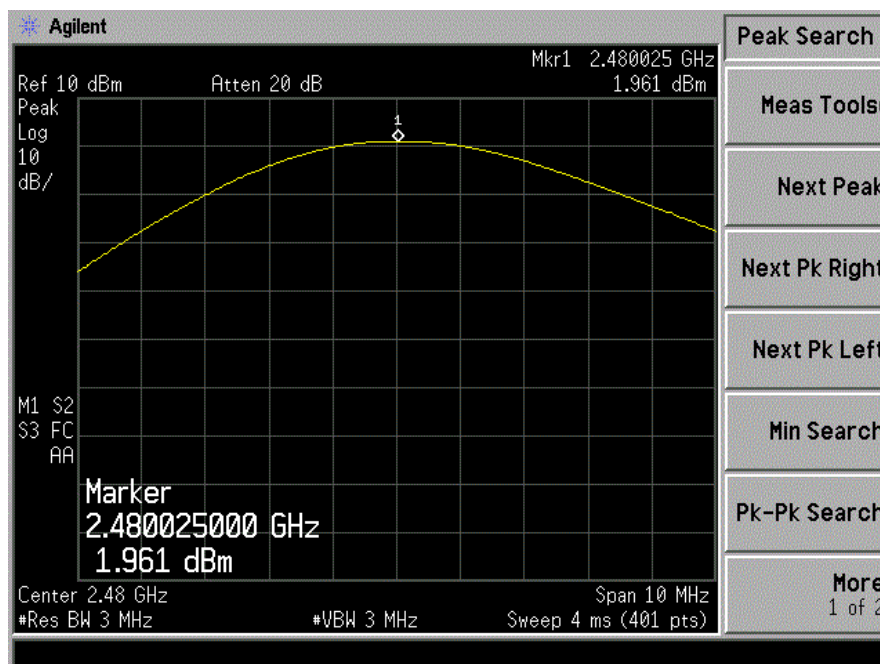 Agilent
Peak Search
Mkr1 2.480025 GHz
Ref 10 dBm Atten 20 dB 1.961 dBm
Peak
Log
10
dB/
1
Meas Tools
Next Peak
Next Pk Right
Next Pk Left
M1 S2
S3 FC
AA
Min Search
Marker
2.480025000 GHz
1.961 dBm
Pk-Pk Search
Center 2.48 GHz Span 10 MHz
#Res BW 3 MHz #VBW 3 MHz Sweep 4 ms (401 pts)
More
1 of 2